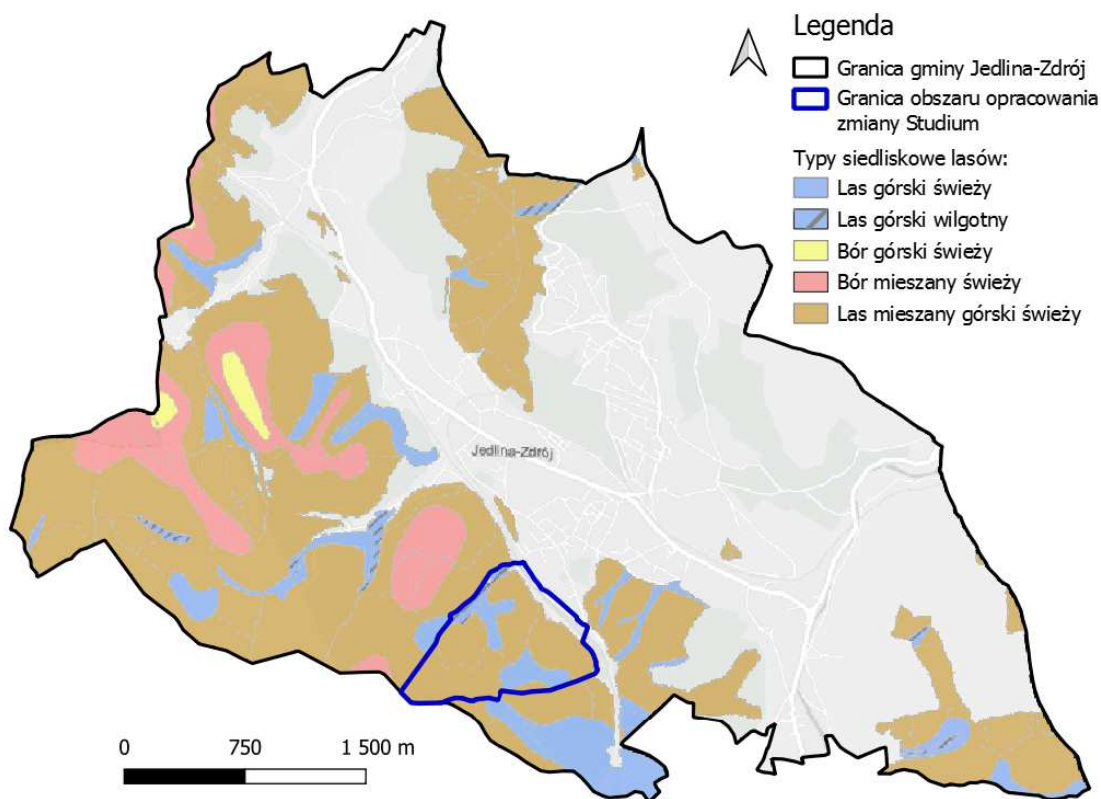 Legenda
Granica gminy Jedlina-Zdrój
Granica obszaru opracowania
zmiany Studium
Typy siedliskowe lasów:
Las górski świeży
Las górski wilgotny
Bór górski świeży
Bór mieszany świeży
Las mieszany górski świeży
Jedlina-Zdrój
0 750 1 500 m